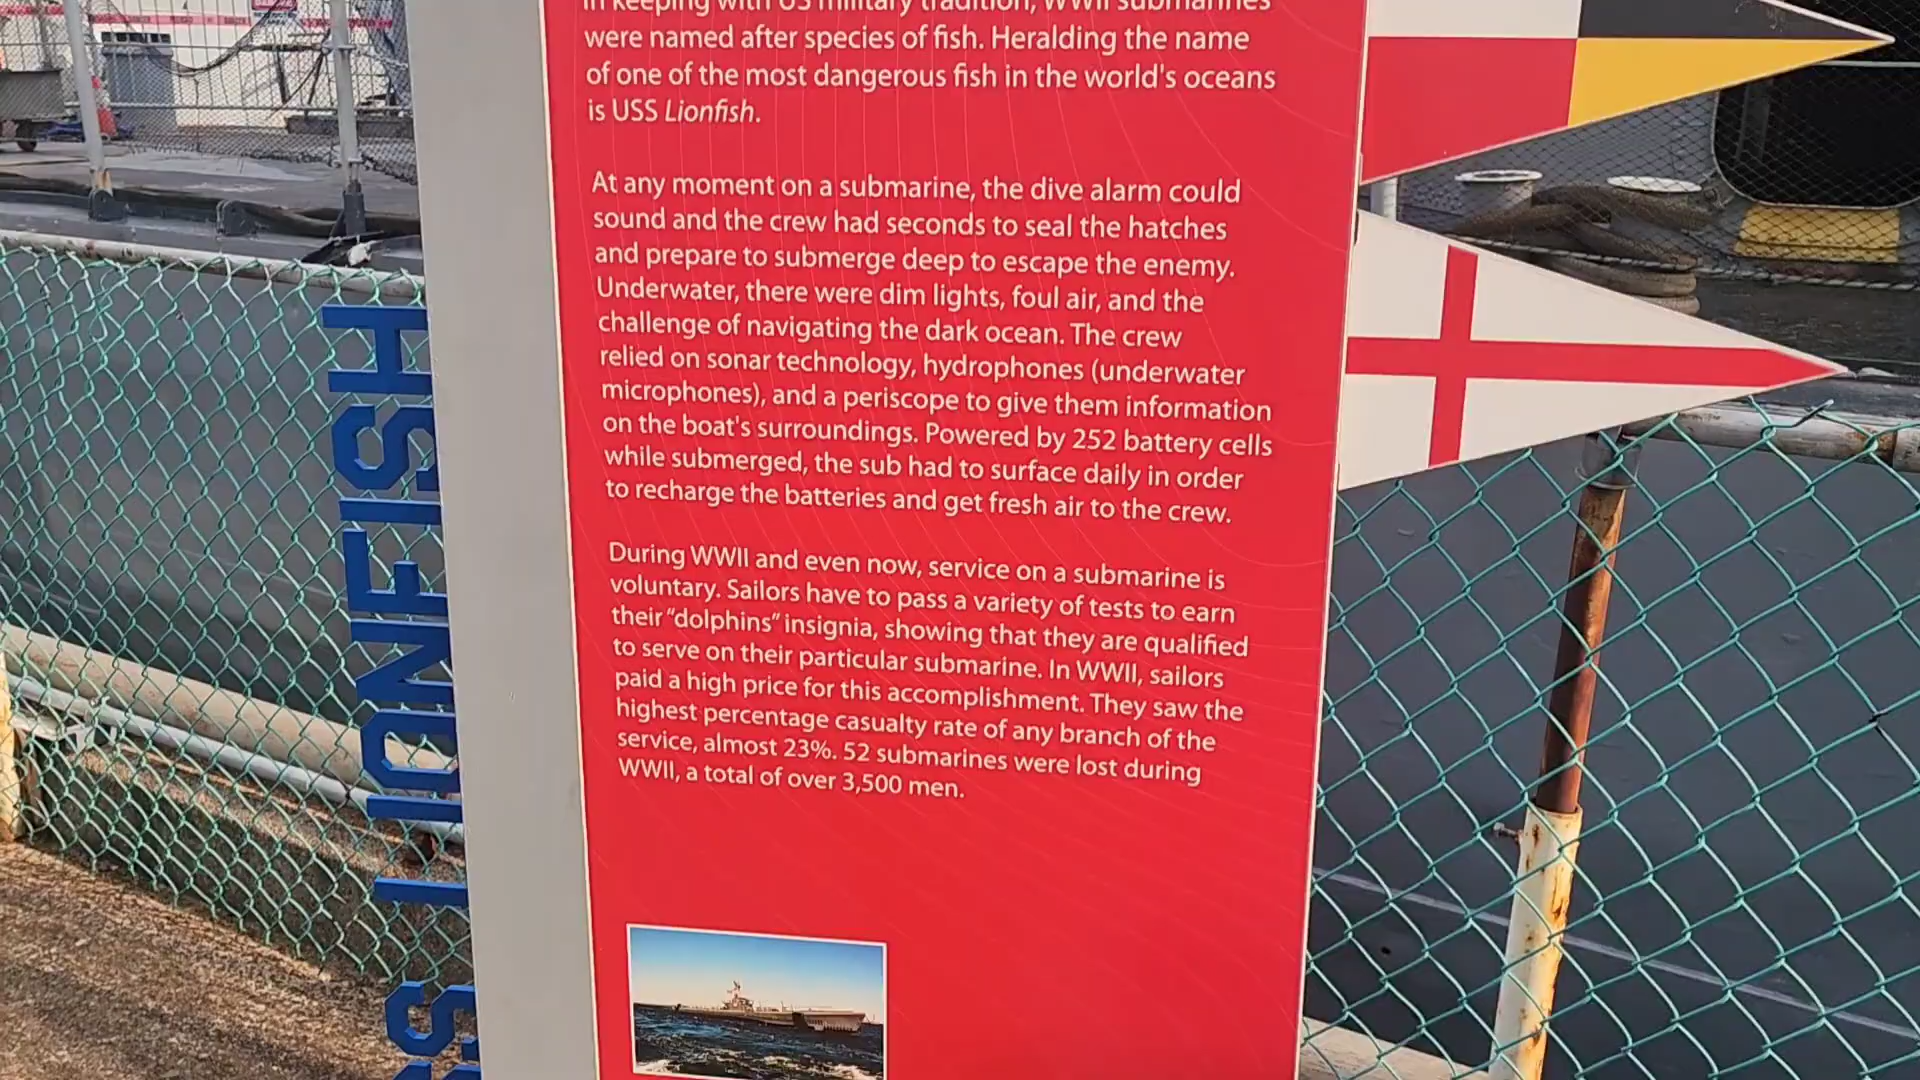 In keeping with US military tradition, WWII submarines
were named after species of fish. Heralding the name
of one of the most dangerous fish in the world's oceans
is USS Lionfish.
At any moment on a submarine, the dive alarm could
sound and the crew had seconds to seal the hatches
and prepare to submerge deep to escape the enemy.
Underwater, there were dim lights, foul air, and the
challenge of navigating the dark ocean. The crew
relied on sonar technology, hydrophones (underwater
microphones), and a periscope to give them information
on the boat's surroundings. Powered by 252 battery cells
while submerged, the sub had to surface daily in order
to recharge the batteries and get fresh air to the crew.
During WWII and even now, service on a submarine is
voluntary. Sailors have to pass a variety of tests to earn
their “dolphins” insignia, showing that they are qualified
to serve on their particular submarine. In WWII, sailors
paid a high price for this accomplishment. They saw the
highest percentage casualty rate of any branch of the
service, almost 23%. 52 submarines were lost during
WWII, a total of over 3,500 men.
SS LIONFISH